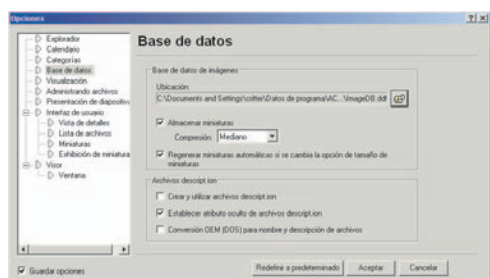 Opciones
Explorador
Calendario
Categorías
Base de datos
Visualización
Administrando archivos
Presentación de diapositiv
Interfaz de usuario
Vista de detalles
Lista de archivos
Miniaturas
Exhibición de miniatura
Visor
Ventana
Guardar opciones
Base de datos
Base de datos de imágenes
Ubicación:
C:\Documents and Settings\critter\Datos de programa\AC...\ImageDB.ddf
Almacenar miniaturas
Compresión: Mediano
Regenerar miniaturas automáticas si se cambia la opción de tamaño de
miniaturas
Archivos descript.ion
Crear y utilizar archivos descript.ion
Establecer atributo oculto de archivos descript.ion
Conversión OEM (DOS) para nombre y descripción de archivos
Redefinir a predeterminado
Aceptar
Cancelar